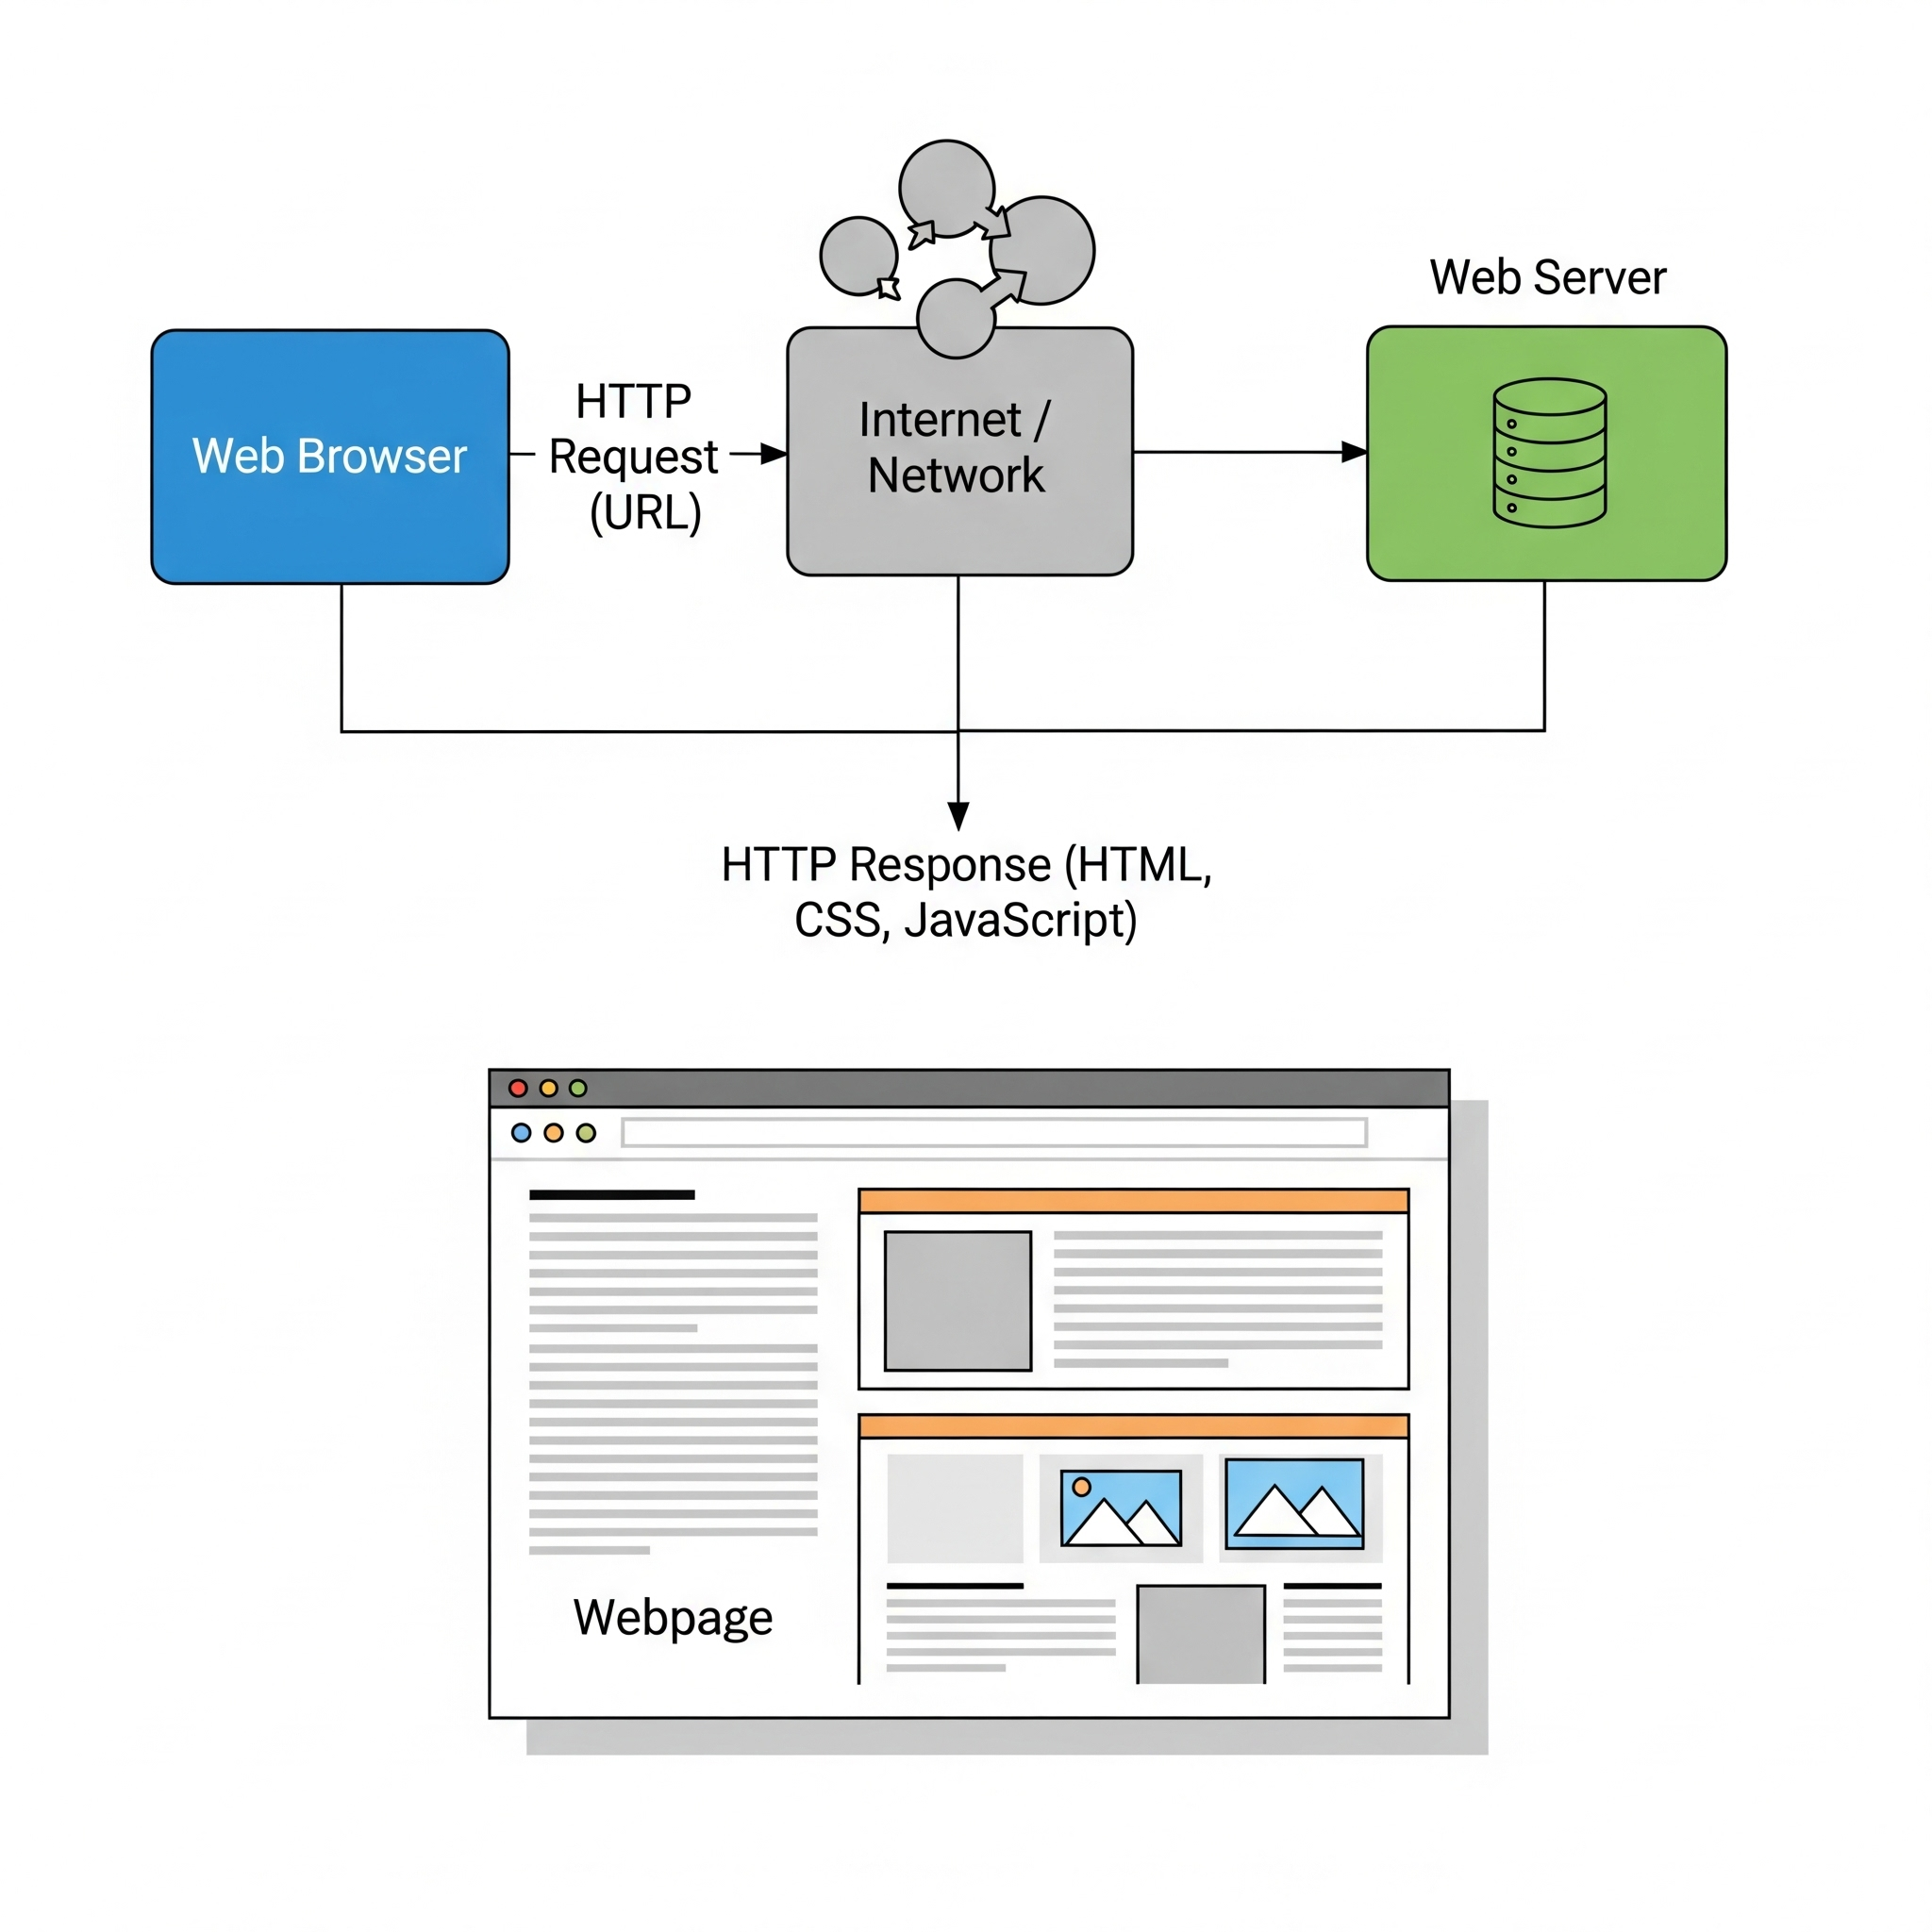 Web Server
Web Browser
HTTP
Request
(URL)
Internet /
Network
HTTP Response (HTML,
CSS, JavaScript)
Webpage